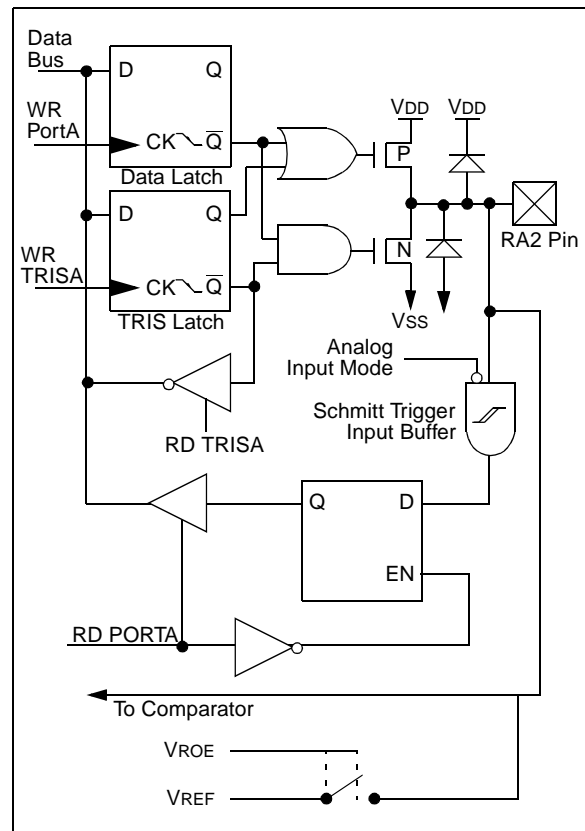 Data
Bus
D Q
WR
PortA
CK Q
VDD VDD
P
Data Latch
D Q
RA2 Pin
N
WR
TRISA
CK Q
VSS
TRIS Latch
Analog
Input Mode
Schmitt Trigger
Input Buffer
RD TRISA
Q D
EN
RD PORTA
To Comparator
VROE
VREF